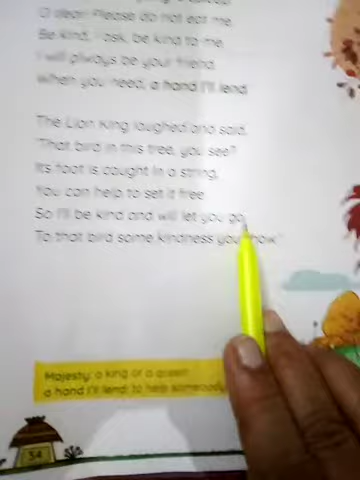 O dear! Please do not eat me.
Be kind, I ask, be kind to me.
I will always be your friend.
When you need, a hand I'll lend.
The Lion King laughed and said,
"That bird in this tree, you see?
Its foot is caught in a string,
You can help to set it free.
So I'll be kind and will let you go,
To that bird some kindness you show."
Majesty: a king or a queen
a hand I'll lend: to help somebody
54